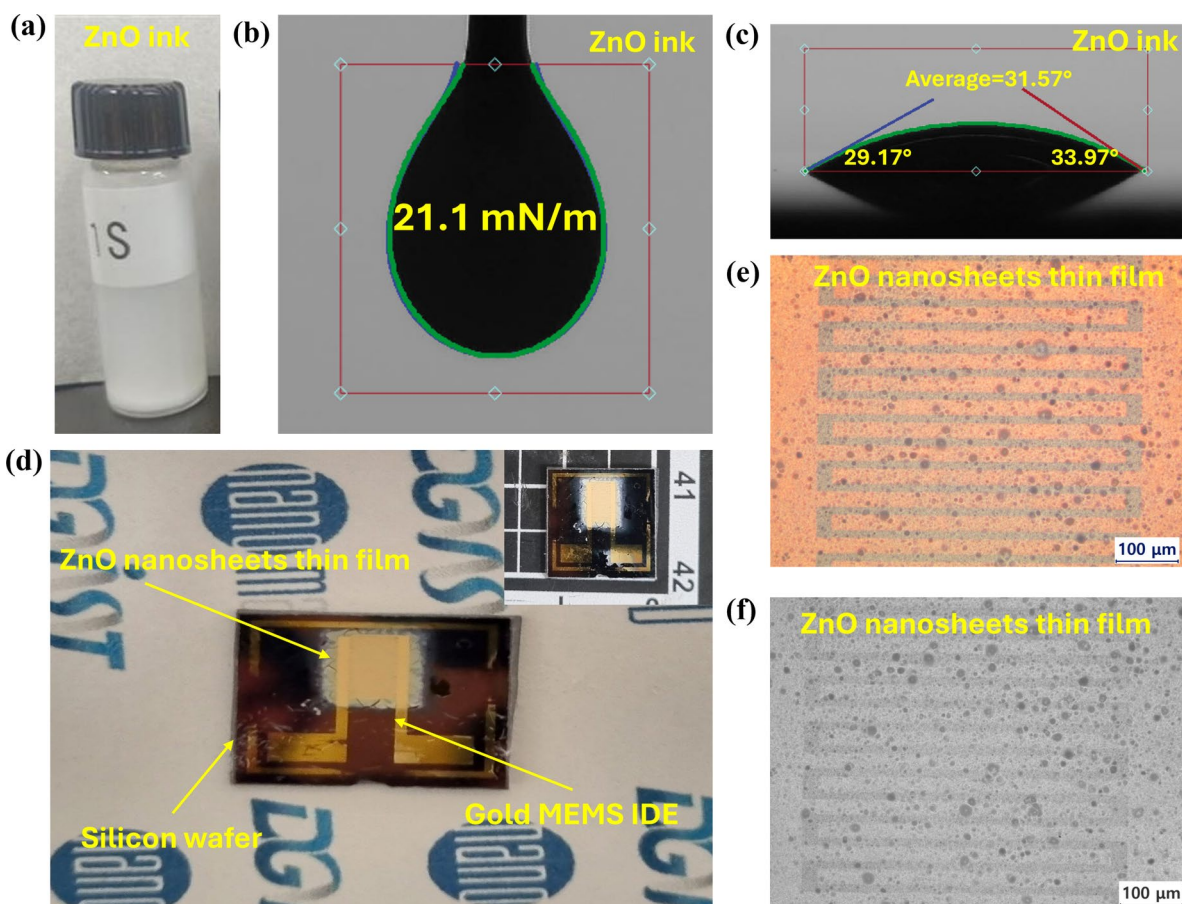 (a)
ZnO ink
1S
(b)
ZnO ink
21.1 mN/m
(c)
ZnO ink
Average=31.57°
29.17°
33.97°
(d)
ZnO nanosheets thin film
Silicon wafer
Gold MEMS IDE
41
42
nanom
DGIST
(e)
ZnO nanosheets thin film
100 µm
(f)
ZnO nanosheets thin film
100 µm